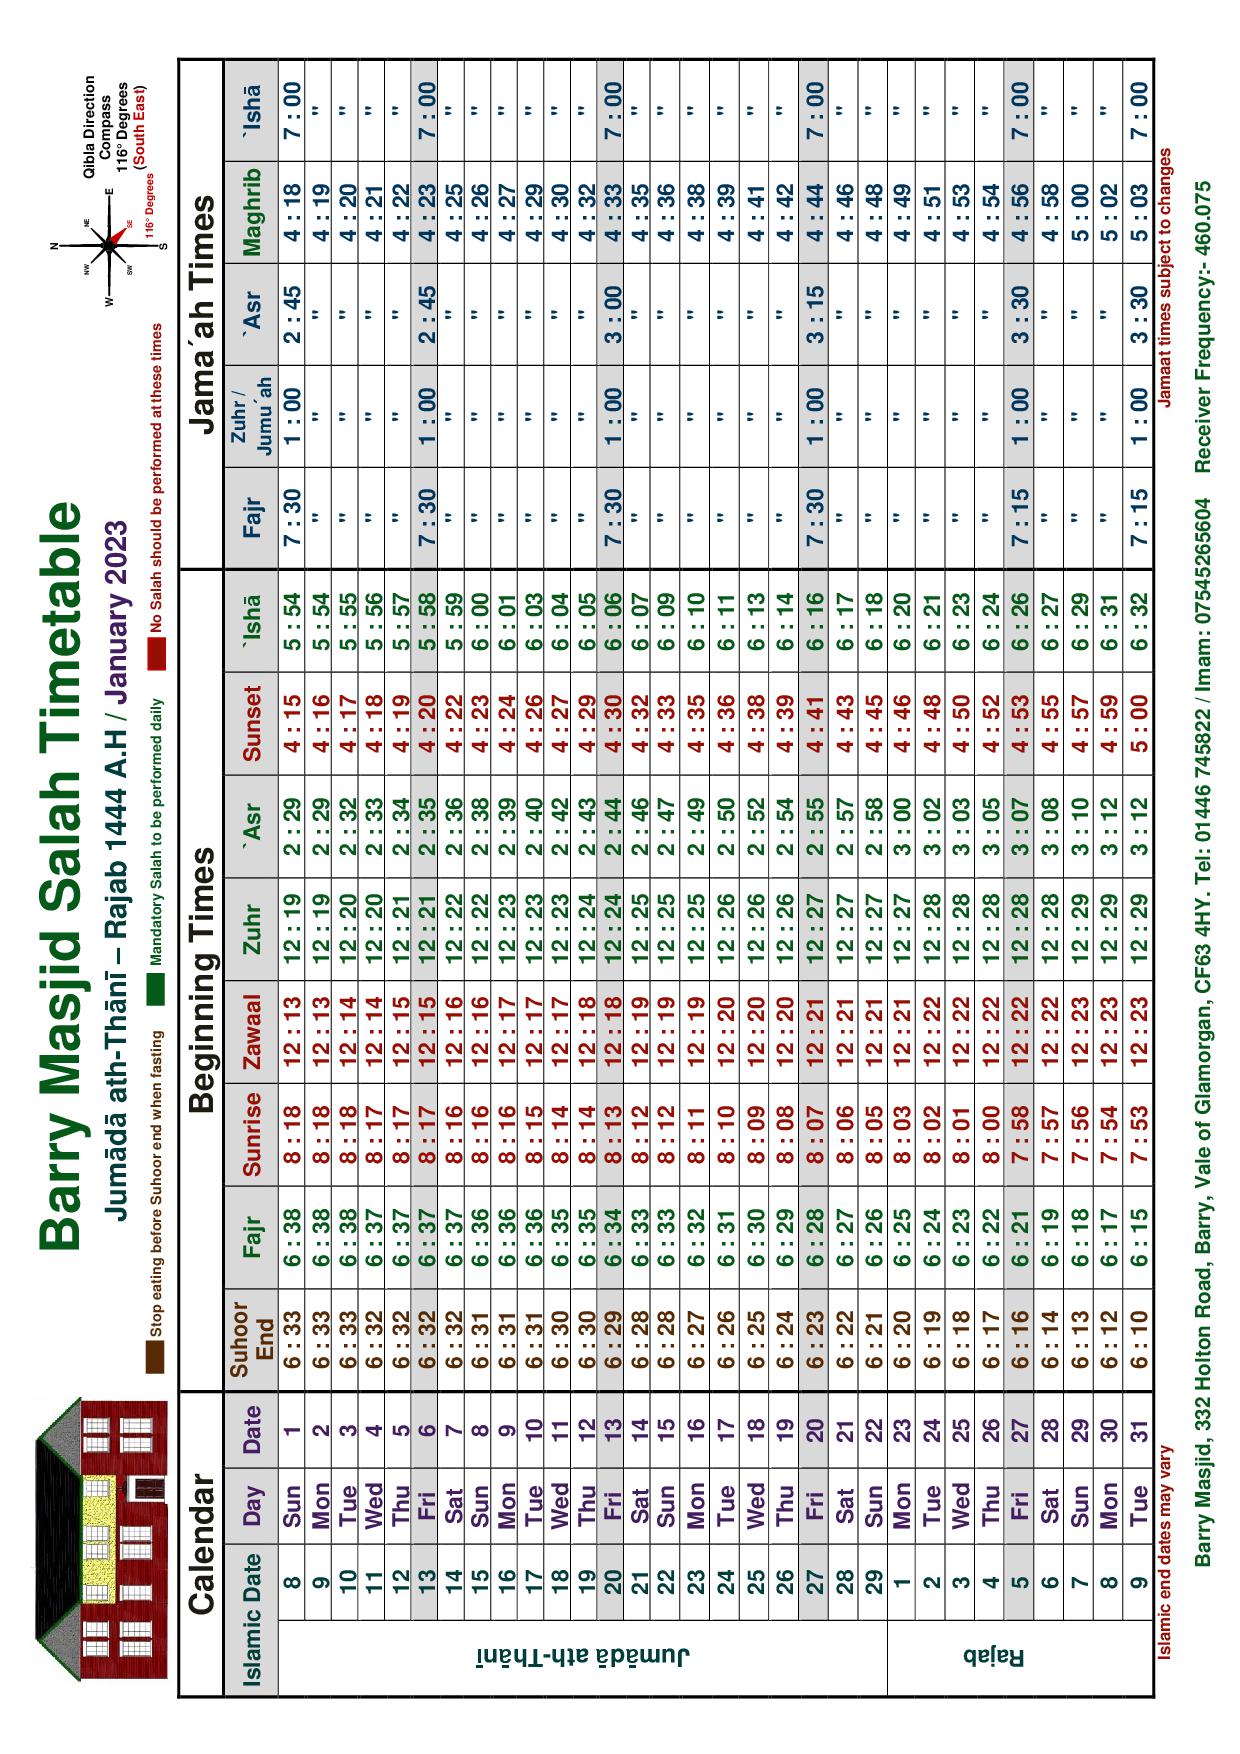 Barry Masjid Salah Timetable
Jumādā ath-Thānī – Rajab 1444 A.H / January 2023
Stop eating before Suhoor end when fasting Mandatory Salah to be performed daily No Salah should be performed at these times
N
NW NE
W E
SW SE
S
116° Degrees
Qibla Direction
Compass
116° Degrees
(South East)
Calendar Beginning Times Jama´ah Times
Islamic Date Day Date Suhoor End Fajr Sunrise Zawaal Zuhr `Asr Sunset `Ishā Fajr Zuhr / Jumu´ah `Asr Maghrib `Ishā
Jumādā ath-Thānī
8 Sun 1 6 : 33 6 : 38 8 : 18 12 : 13 12 : 19 2 : 29 4 : 15 5 : 54 7 : 30 1 : 00 2 : 45 4 : 18 7 : 00
9 Mon 2 6 : 33 6 : 38 8 : 18 12 : 13 12 : 19 2 : 29 4 : 16 5 : 54 " " " 4 : 19 "
10 Tue 3 6 : 33 6 : 38 8 : 18 12 : 14 12 : 20 2 : 32 4 : 17 5 : 55 " " " 4 : 20 "
11 Wed 4 6 : 32 6 : 37 8 : 17 12 : 14 12 : 20 2 : 33 4 : 18 5 : 56 " " " 4 : 21 "
12 Thu 5 6 : 32 6 : 37 8 : 17 12 : 15 12 : 21 2 : 34 4 : 19 5 : 57 " " " 4 : 22 "
13 Fri 6 6 : 32 6 : 37 8 : 17 12 : 15 12 : 21 2 : 35 4 : 20 5 : 58 7 : 30 1 : 00 2 : 45 4 : 23 7 : 00
14 Sat 7 6 : 32 6 : 37 8 : 16 12 : 16 12 : 22 2 : 36 4 : 22 5 : 59 " " " 4 : 25 "
15 Sun 8 6 : 31 6 : 36 8 : 16 12 : 16 12 : 22 2 : 38 4 : 23 6 : 00 " " " 4 : 26 "
16 Mon 9 6 : 31 6 : 36 8 : 16 12 : 17 12 : 23 2 : 39 4 : 24 6 : 01 " " " 4 : 27 "
17 Tue 10 6 : 31 6 : 36 8 : 15 12 : 17 12 : 23 2 : 40 4 : 26 6 : 03 " " " 4 : 29 "
18 Wed 11 6 : 30 6 : 35 8 : 14 12 : 17 12 : 23 2 : 42 4 : 27 6 : 04 " " " 4 : 30 "
19 Thu 12 6 : 30 6 : 35 8 : 14 12 : 18 12 : 24 2 : 43 4 : 29 6 : 05 " " " 4 : 32 "
20 Fri 13 6 : 29 6 : 34 8 : 13 12 : 18 12 : 24 2 : 44 4 : 30 6 : 06 7 : 30 1 : 00 3 : 00 4 : 33 7 : 00
21 Sat 14 6 : 28 6 : 33 8 : 12 12 : 19 12 : 25 2 : 46 4 : 32 6 : 07 " " " 4 : 35 "
22 Sun 15 6 : 28 6 : 33 8 : 12 12 : 19 12 : 25 2 : 47 4 : 33 6 : 09 " " " 4 : 36 "
23 Mon 16 6 : 27 6 : 32 8 : 11 12 : 19 12 : 25 2 : 49 4 : 35 6 : 10 " " " 4 : 38 "
24 Tue 17 6 : 26 6 : 31 8 : 10 12 : 20 12 : 26 2 : 50 4 : 36 6 : 11 " " " 4 : 39 "
25 Wed 18 6 : 25 6 : 30 8 : 09 12 : 20 12 : 26 2 : 52 4 : 38 6 : 13 " " " 4 : 41 "
26 Thu 19 6 : 24 6 : 29 8 : 08 12 : 20 12 : 26 2 : 54 4 : 39 6 : 14 " " " 4 : 42 "
27 Fri 20 6 : 23 6 : 28 8 : 07 12 : 21 12 : 27 2 : 55 4 : 41 6 : 16 7 : 30 1 : 00 3 : 15 4 : 44 7 : 00
28 Sat 21 6 : 22 6 : 27 8 : 06 12 : 21 12 : 27 2 : 57 4 : 43 6 : 17 " " " 4 : 46 "
29 Sun 22 6 : 21 6 : 26 8 : 05 12 : 21 12 : 27 2 : 58 4 : 45 6 : 18 " " " 4 : 48 "
Rajab
1 Mon 23 6 : 20 6 : 25 8 : 03 12 : 21 12 : 27 3 : 00 4 : 46 6 : 20 " " " 4 : 49 "
2 Tue 24 6 : 19 6 : 24 8 : 02 12 : 22 12 : 28 3 : 02 4 : 48 6 : 21 " " " 4 : 51 "
3 Wed 25 6 : 18 6 : 23 8 : 01 12 : 22 12 : 28 3 : 03 4 : 50 6 : 23 " " " 4 : 53 "
4 Thu 26 6 : 17 6 : 22 8 : 00 12 : 22 12 : 28 3 : 05 4 : 52 6 : 24 " " " 4 : 54 "
5 Fri 27 6 : 16 6 : 21 7 : 58 12 : 22 12 : 28 3 : 07 4 : 53 6 : 26 7 : 15 1 : 00 3 : 30 4 : 56 7 : 00
6 Sat 28 6 : 14 6 : 19 7 : 57 12 : 22 12 : 28 3 : 08 4 : 55 6 : 27 " " " 4 : 58 "
7 Sun 29 6 : 13 6 : 18 7 : 56 12 : 23 12 : 29 3 : 10 4 : 57 6 : 29 " " " 5 : 00 "
8 Mon 30 6 : 12 6 : 17 7 : 54 12 : 23 12 : 29 3 : 12 4 : 59 6 : 31 " " " 5 : 02 "
9 Tue 31 6 : 10 6 : 15 7 : 53 12 : 23 12 : 29 3 : 12 5 : 00 6 : 32 7 : 15 1 : 00 3 : 30 5 : 03 7 : 00
Islamic end dates may vary Jamaat times subject to changes
Barry Masjid, 332 Holton Road, Barry, Vale of Glamorgan, CF63 4HY. Tel: 01446 745822 / Imam: 07545265604 Receiver Frequency:- 460.075